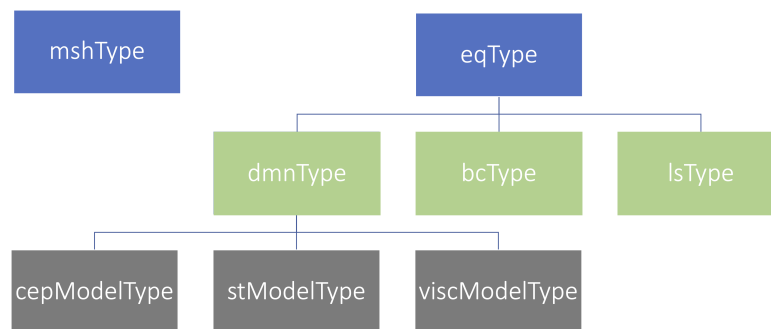 mshType
eqType
dmnType
bcType
lsType
cepModelType
stModelType
viscModelType